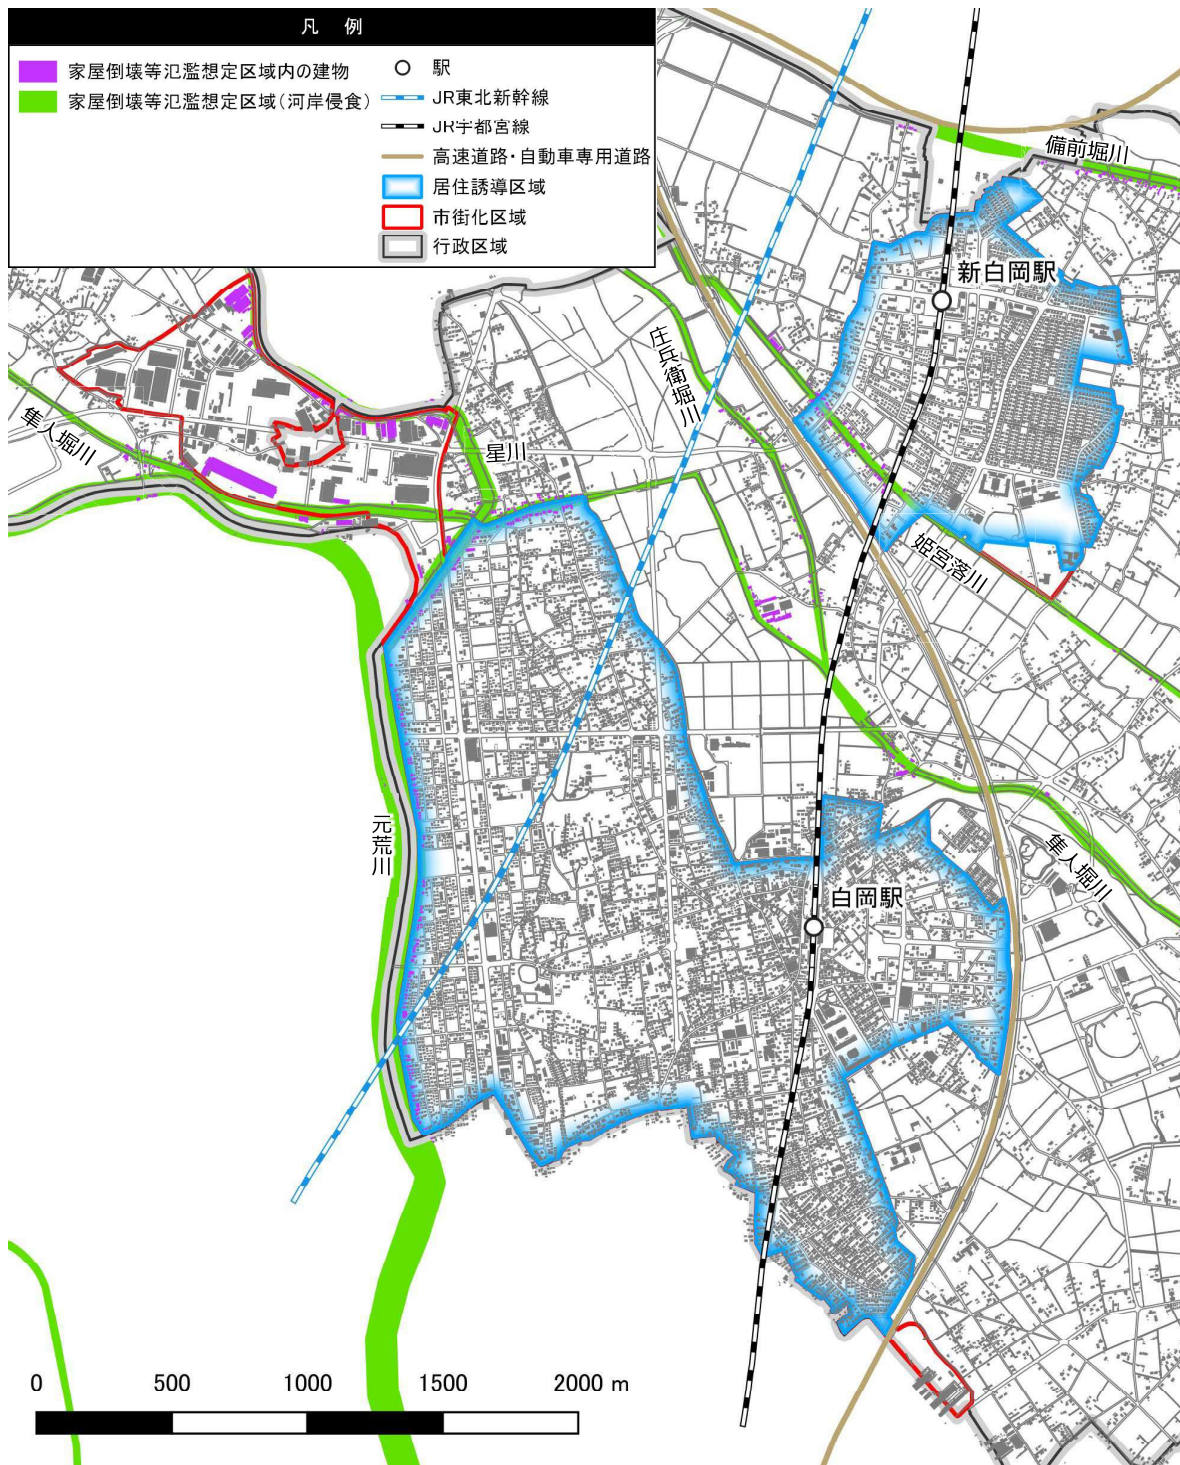 凡 例
家屋倒壊等氾濫想定区域内の建物
家屋倒壊等氾濫想定区域(河岸侵食)
駅
JR東北新幹線
JR宇都宮線
高速道路・自動車専用道路
居住誘導区域
市街化区域
行政区域
備前堀川
新白岡駅
庄兵衛堀川
隼人堀川
星川
姫宮落川
元荒川
隼人堀川
白岡駅
0 500 1000 1500 2000 m